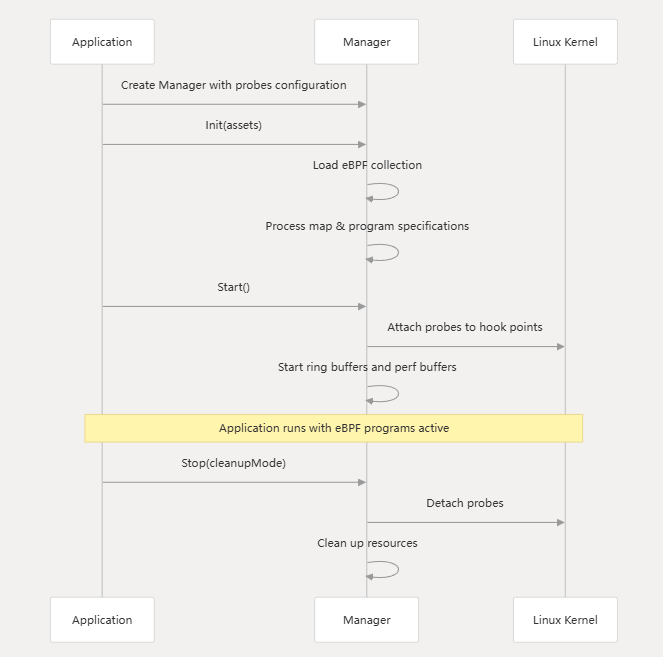 Application
Manager
Linux Kernel
Create Manager with probes configuration
Init(assets)
Load eBPF collection
Process map & program specifications
Start()
Attach probes to hook points
Start ring buffers and perf buffers
Application runs with eBPF programs active
Stop(cleanupMode)
Detach probes
Clean up resources
Application
Manager
Linux Kernel